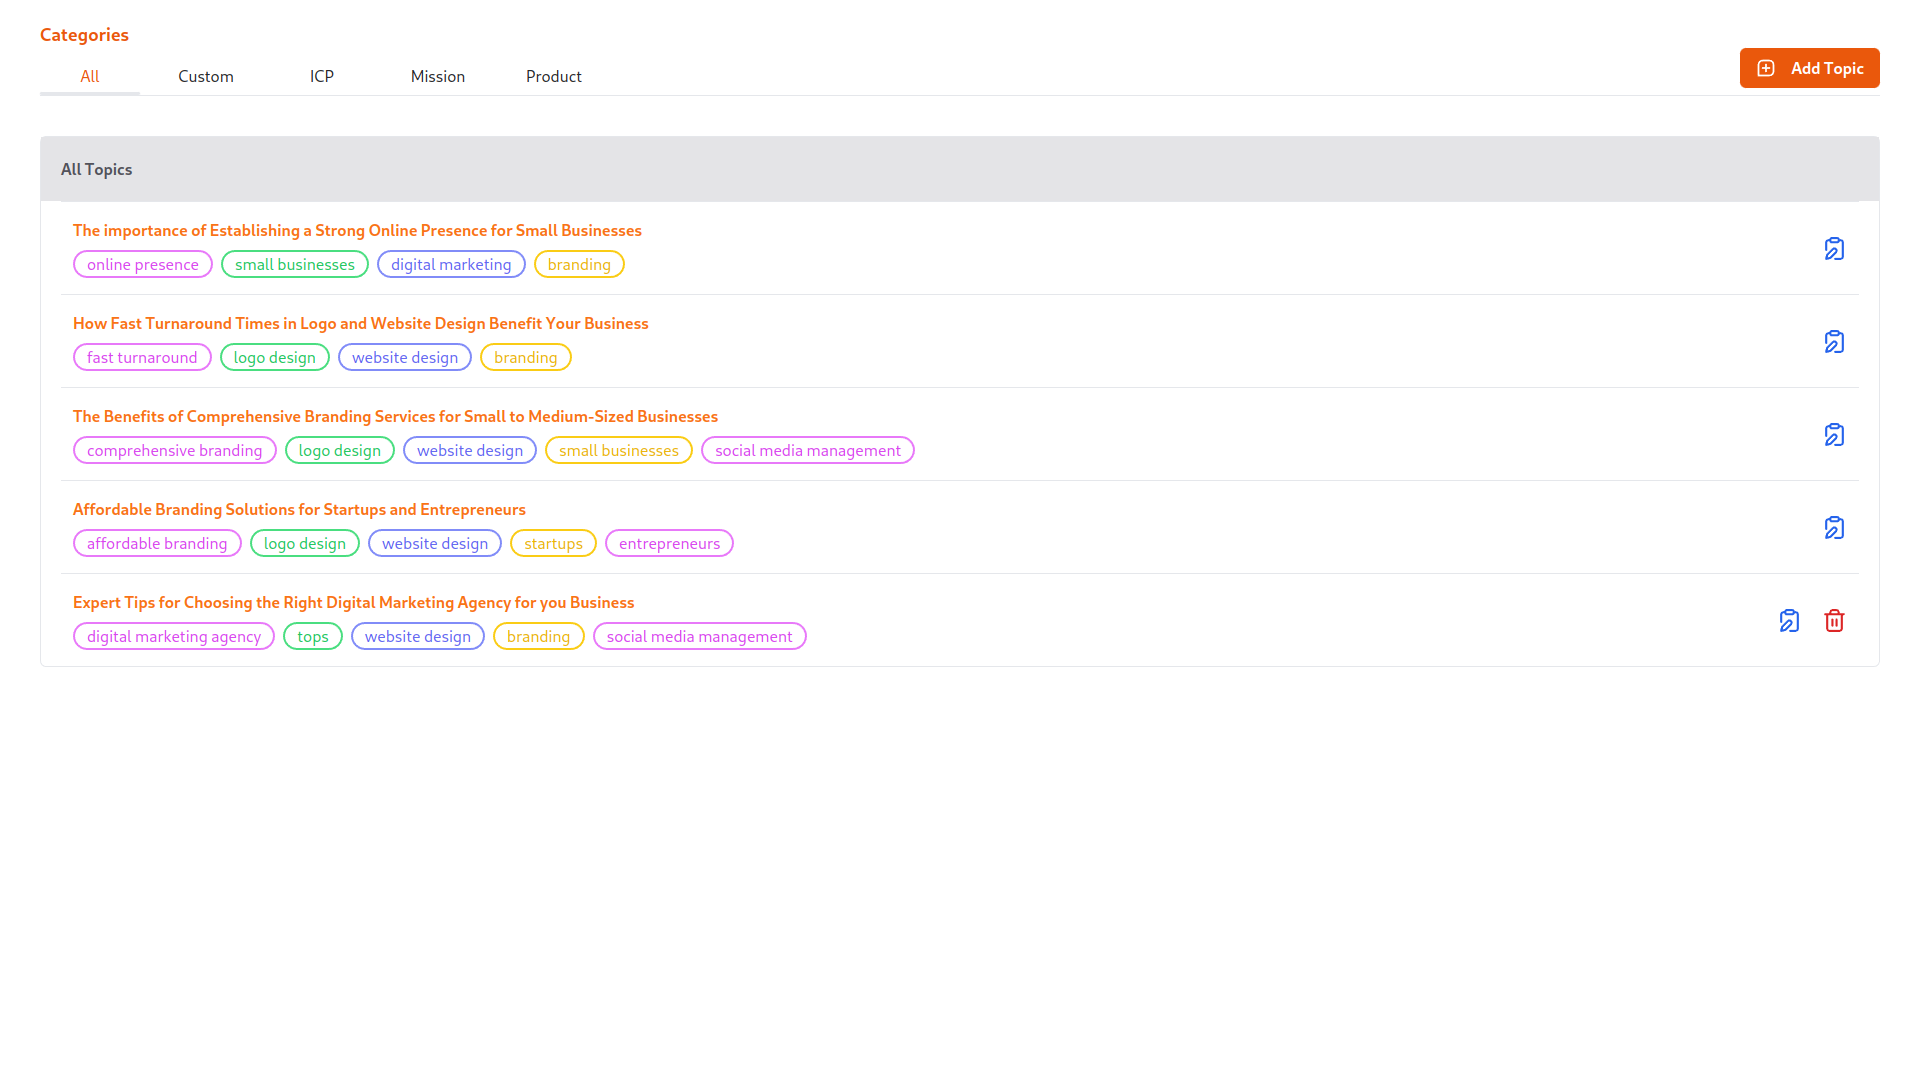 Categories
All Custom ICP Mission Product
Add Topic
All Topics
The importance of Establishing a Strong Online Presence for Small Businesses
online presence small businesses digital marketing branding
How Fast Turnaround Times in Logo and Website Design Benefit Your Business
fast turnaround logo design website design branding
The Benefits of Comprehensive Branding Services for Small to Medium-Sized Businesses
comprehensive branding logo design website design small businesses social media management
Affordable Branding Solutions for Startups and Entrepreneurs
affordable branding logo design website design startups entrepreneurs
Expert Tips for Choosing the Right Digital Marketing Agency for you Business
digital marketing agency tops website design branding social media management